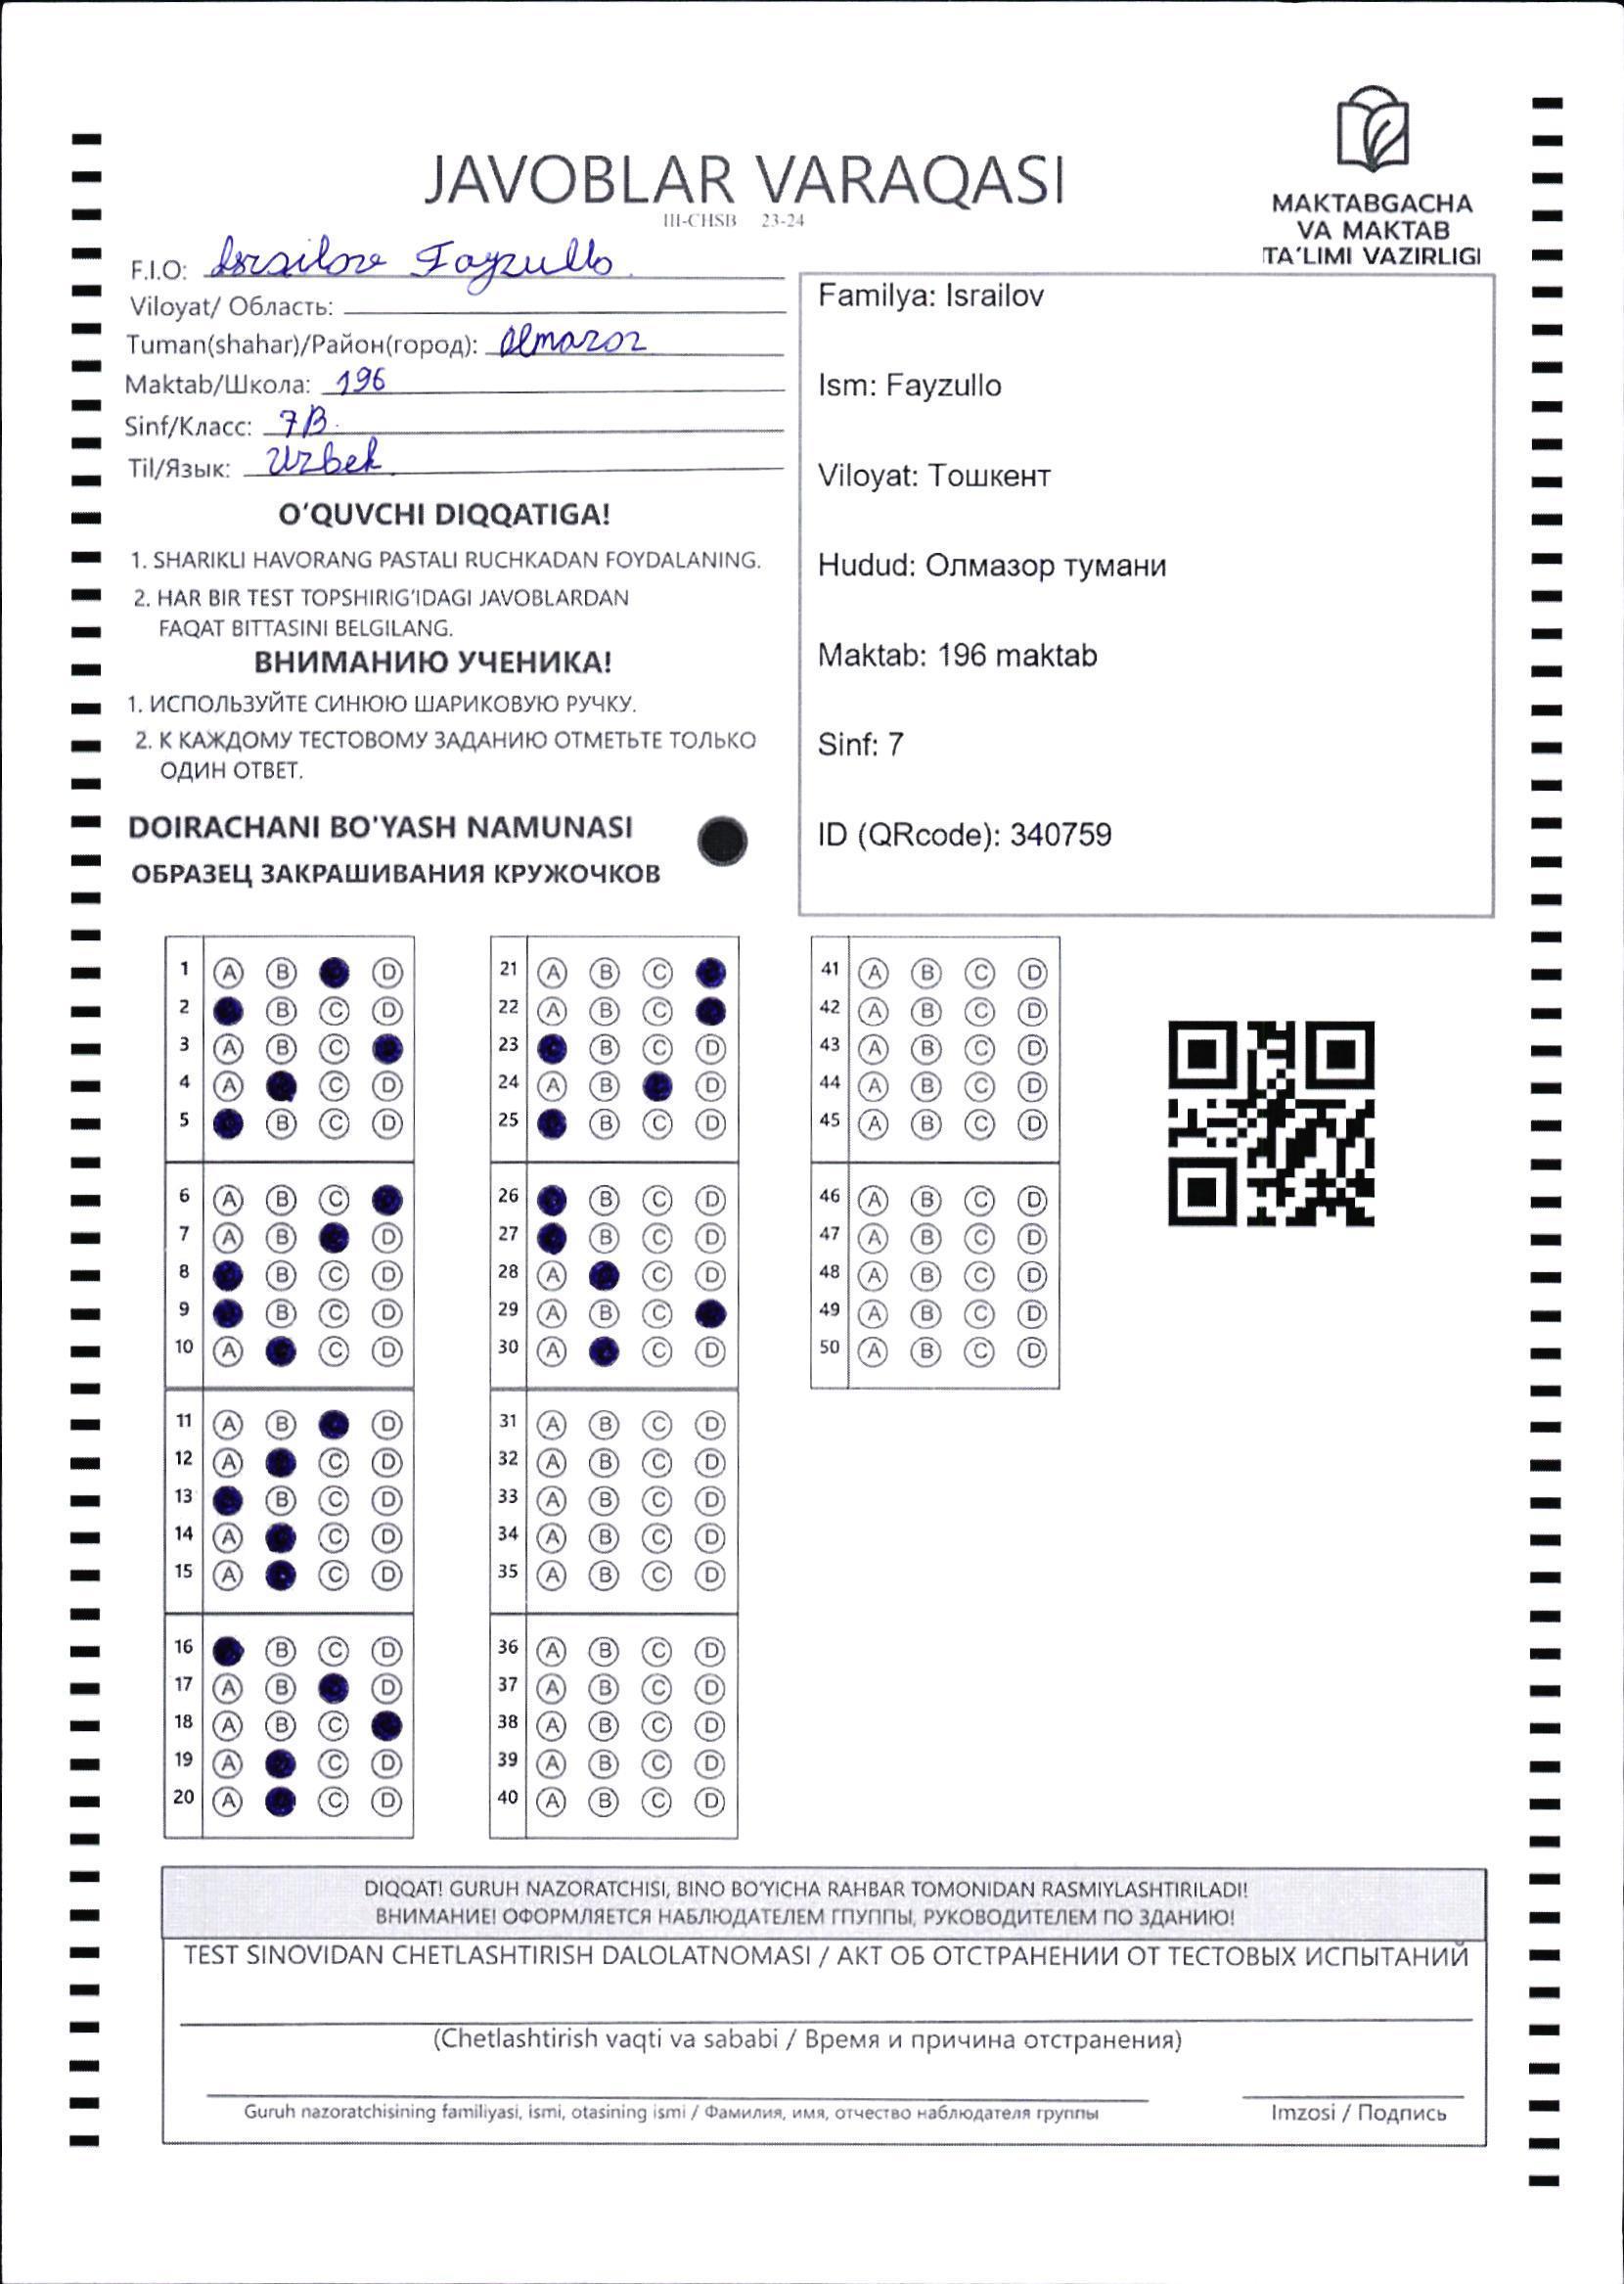 JAVOBLAR VARAQASI
III-CHSB 23-24
MAKTABGACHA
VA MAKTAB
TA'LIMI VAZIRLIGI
F.I.O: Israilov Fayzullo
Viloyat/ Область:
Tuman(shahar)/Район(город): Olmazor
Maktab/Школа: 196
Sinf/Класс: 7B
Til/Язык: Uzbek
O'QUVCHI DIQQATIGA!
1. SHARIKLI HAVORANG PASTALI RUCHKADAN FOYDALANING.
2. HAR BIR TEST TOPSHIRIG'IDAGI JAVOBLARDAN
FAQAT BITTASINI BELGILANG.
ВНИМАНИЮ УЧЕНИКА!
1. ИСПОЛЬЗУЙТЕ СИНЮЮ ШАРИКОВУЮ РУЧКУ.
2. К КАЖДОМУ ТЕСТОВОМУ ЗАДАНИЮ ОТМЕТЬТЕ ТОЛЬКО
ОДИН ОТВЕТ.
DOIRACHANI BO'YASH NAMUNASI
ОБРАЗЕЦ ЗАКРАШИВАНИЯ КРУЖОЧКОВ
Familya: Israilov
Ism: Fayzullo
Viloyat: Тошкент
Hudud: Олмазор тумани
Maktab: 196 maktab
Sinf: 7
ID (QRcode): 340759
1 A B D
2 B C D
3 A B C
4 A C D
5 B C D
6 A B C
7 A B D
8 B C D
9 B C D
10 A C D
11 A B D
12 A C D
13 B C D
14 A C D
15 A C D
16 B C D
17 A B D
18 A B C
19 A C D
20 A C D
21 A B C
22 A B C
23 B C D
24 A B D
25 B C D
26 B C D
27 B C D
28 A C D
29 A B C
30 A C D
31 A B C D
32 A B C D
33 A B C D
34 A B C D
35 A B C D
36 A B C D
37 A B C D
38 A B C D
39 A B C D
40 A B C D
41 A B C D
42 A B C D
43 A B C D
44 A B C D
45 A B C D
46 A B C D
47 A B C D
48 A B C D
49 A B C D
50 A B C D
DIQQAT! GURUH NAZORATCHISI, BINO BO'YICHA RAHBAR TOMONIDAN RASMIYLASHTIRILADI!
ВНИМАНИЕ! ОФОРМЛЯЕТСЯ НАБЛЮДАТЕЛЕМ ГПУППЫ, РУКОВОДИТЕЛЕМ ПО ЗДАНИЮ!
TEST SINOVIDAN CHETLASHTIRISH DALOLATNOMASI / АКТ ОБ ОТСТРАНЕНИИ ОТ ТЕСТОВЫХ ИСПЫТАНИЙ
(Chetlashtirish vaqti va sababi / Время и причина отстранения)
Guruh nazoratchisining familiyasi, ismi, otasining ismi / Фамилия, имя, отчество наблюдателя группы
Imzosi / Подпись